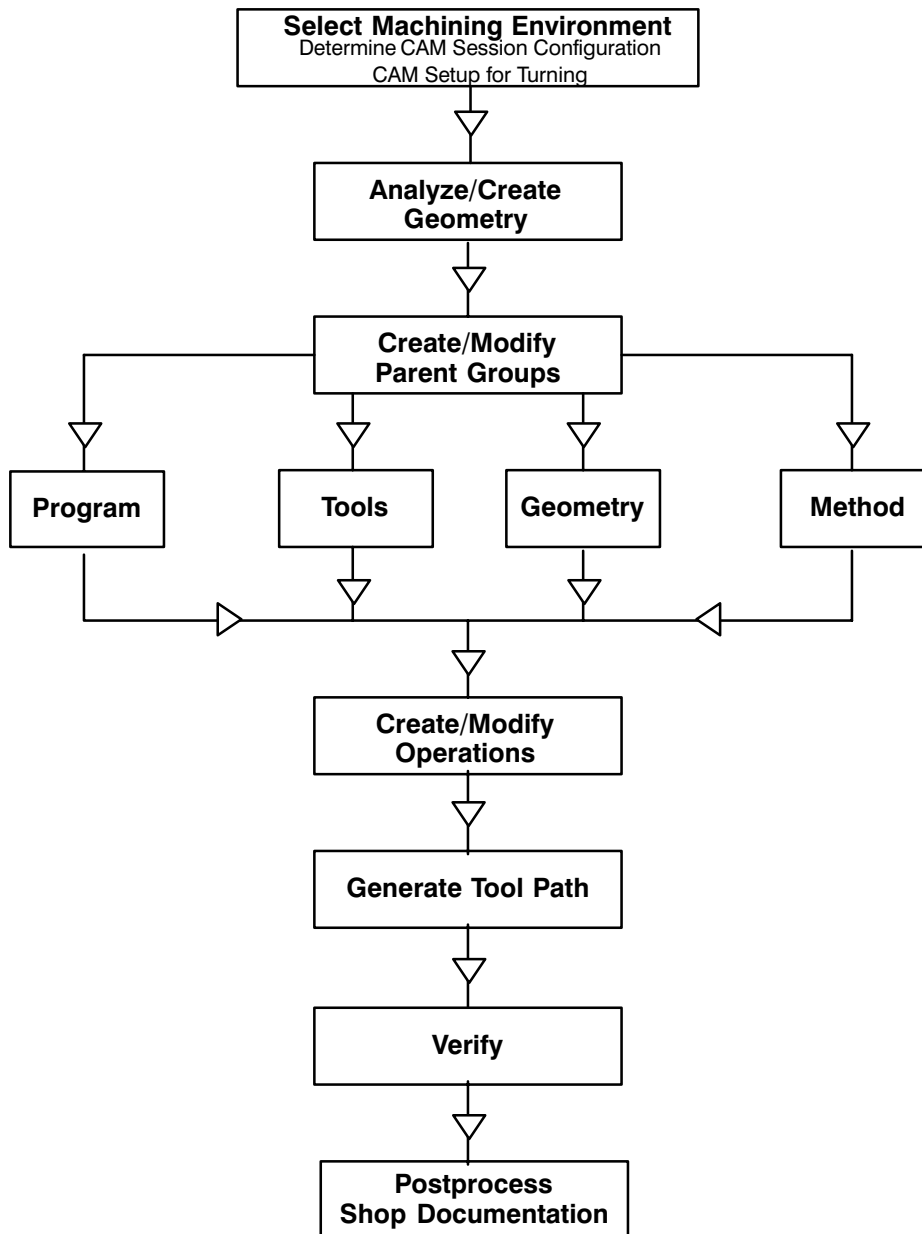 Select Machining Environment
Determine CAM Session Configuration
CAM Setup for Turning
Analyze/Create
Geometry
Create/Modify
Parent Groups
Program
Tools
Geometry
Method
Create/Modify
Operations
Generate Tool Path
Verify
Postprocess
Shop Documentation